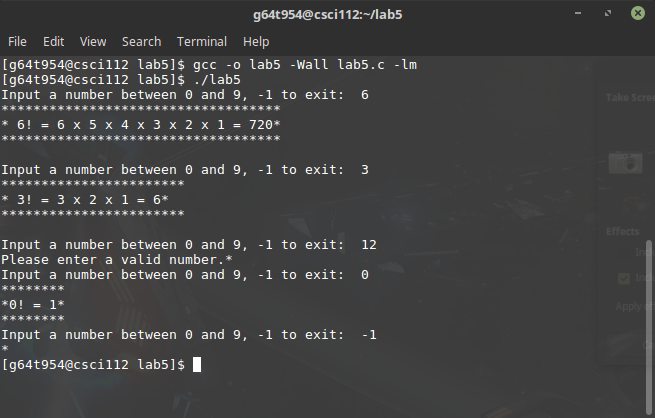 g64t954@csci112:~/lab5
File Edit View Search Terminal Help
[g64t954@csci112 lab5]$ gcc -o lab5 -Wall lab5.c -lm
[g64t954@csci112 lab5]$ ./lab5
Input a number between 0 and 9, -1 to exit:  6
***********************************
* 6! = 6 x 5 x 4 x 3 x 2 x 1 = 720*
***********************************
Input a number between 0 and 9, -1 to exit:  3
***********************
* 3! = 3 x 2 x 1 = 6*
***********************
Input a number between 0 and 9, -1 to exit:  12
Please enter a valid number.*
Input a number between 0 and 9, -1 to exit:  0
********
*0! = 1*
********
Input a number between 0 and 9, -1 to exit:  -1
*
[g64t954@csci112 lab5]$
Take Scre
Effects